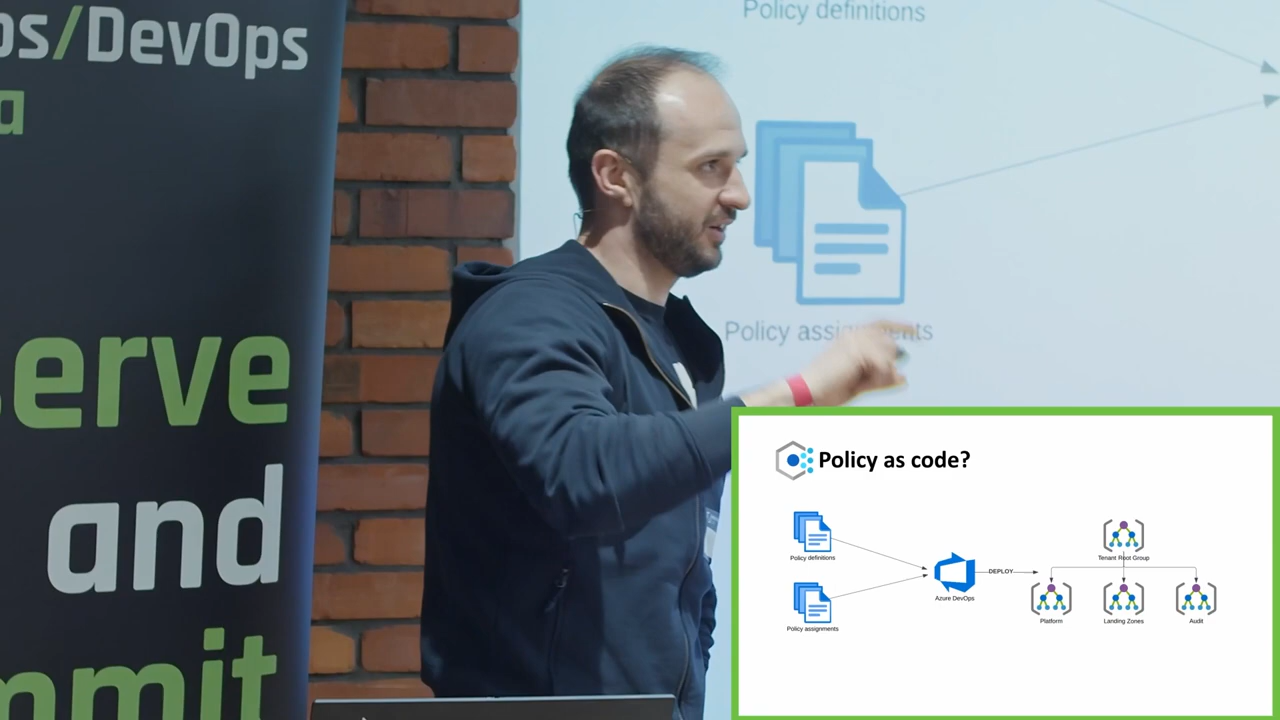 ps/DevOps
a
serve
and
mmit
Policy definitions
Policy assignments
Policy as code?
Policy definitions
Policy assignments
Azure DevOps
DEPLOY
Tenant Root Group
Platform
Landing Zones
Audit